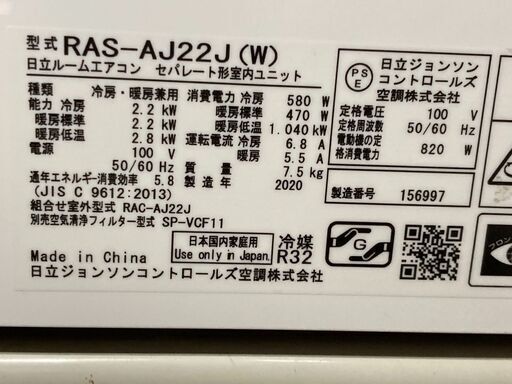 型式 RAS-AJ22J(W)
日立ルームエアコン セパレート形室内ユニット
種類 冷房・暖房兼用
能力 冷房 2.2 kW
暖房標準 2.2 kW
暖房低温 2.8 kW
電源 100 V
50/60 Hz
消費電力 冷房 580 W
暖房標準 470 W
暖房低温 1.040 kW
運転電流 冷房 6.8 A
暖房 5.5 A
質量 7.5 kg
通年エネルギー消費効率 5.8
製造年 2020
(JIS C 9612:2013)
組合せ室外型式 RAC-AJ22J
別売空気清浄フィルター型式 SP-VCF11
Made in China
日本国内家庭用
Use only in Japan.
冷媒
R32
G
日立ジョンソンコントロールズ空調株式会社
PS
E
日立ジョンソン
コントロールズ
空調株式会社
定格電圧 100 V
定格周波数 50/60 Hz
電動機の定
格消費電力 820 W
製造番号 156997
フロン